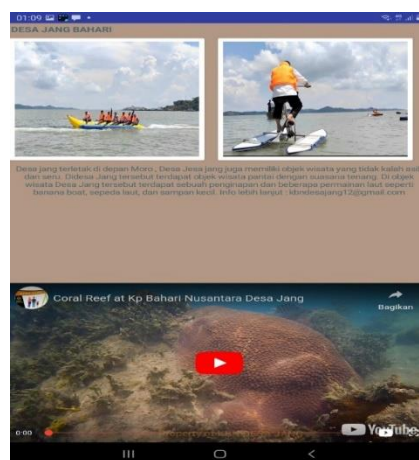 01:09
DESA JANG BAHARI
Desa jang terletak di depan Moro , Desa Jesa jang juga memiliki objek wisata yang tidak kalah asik
dan seru. Didesa Jang tersebut terdapat objek wisata pantai dengan suasana tenang. Di objek
wisata Desa Jang tersebut terdapat sebuah penginapan dan beberapa permainan laut seperti
banana boat, sepeda laut, dan sampan kecil. Info lebih lanjut : kbndesajang12@gmail.com
Coral Reef at Kp Bahari Nusantara Desa Jang
Bagikan
0:00
YouTube